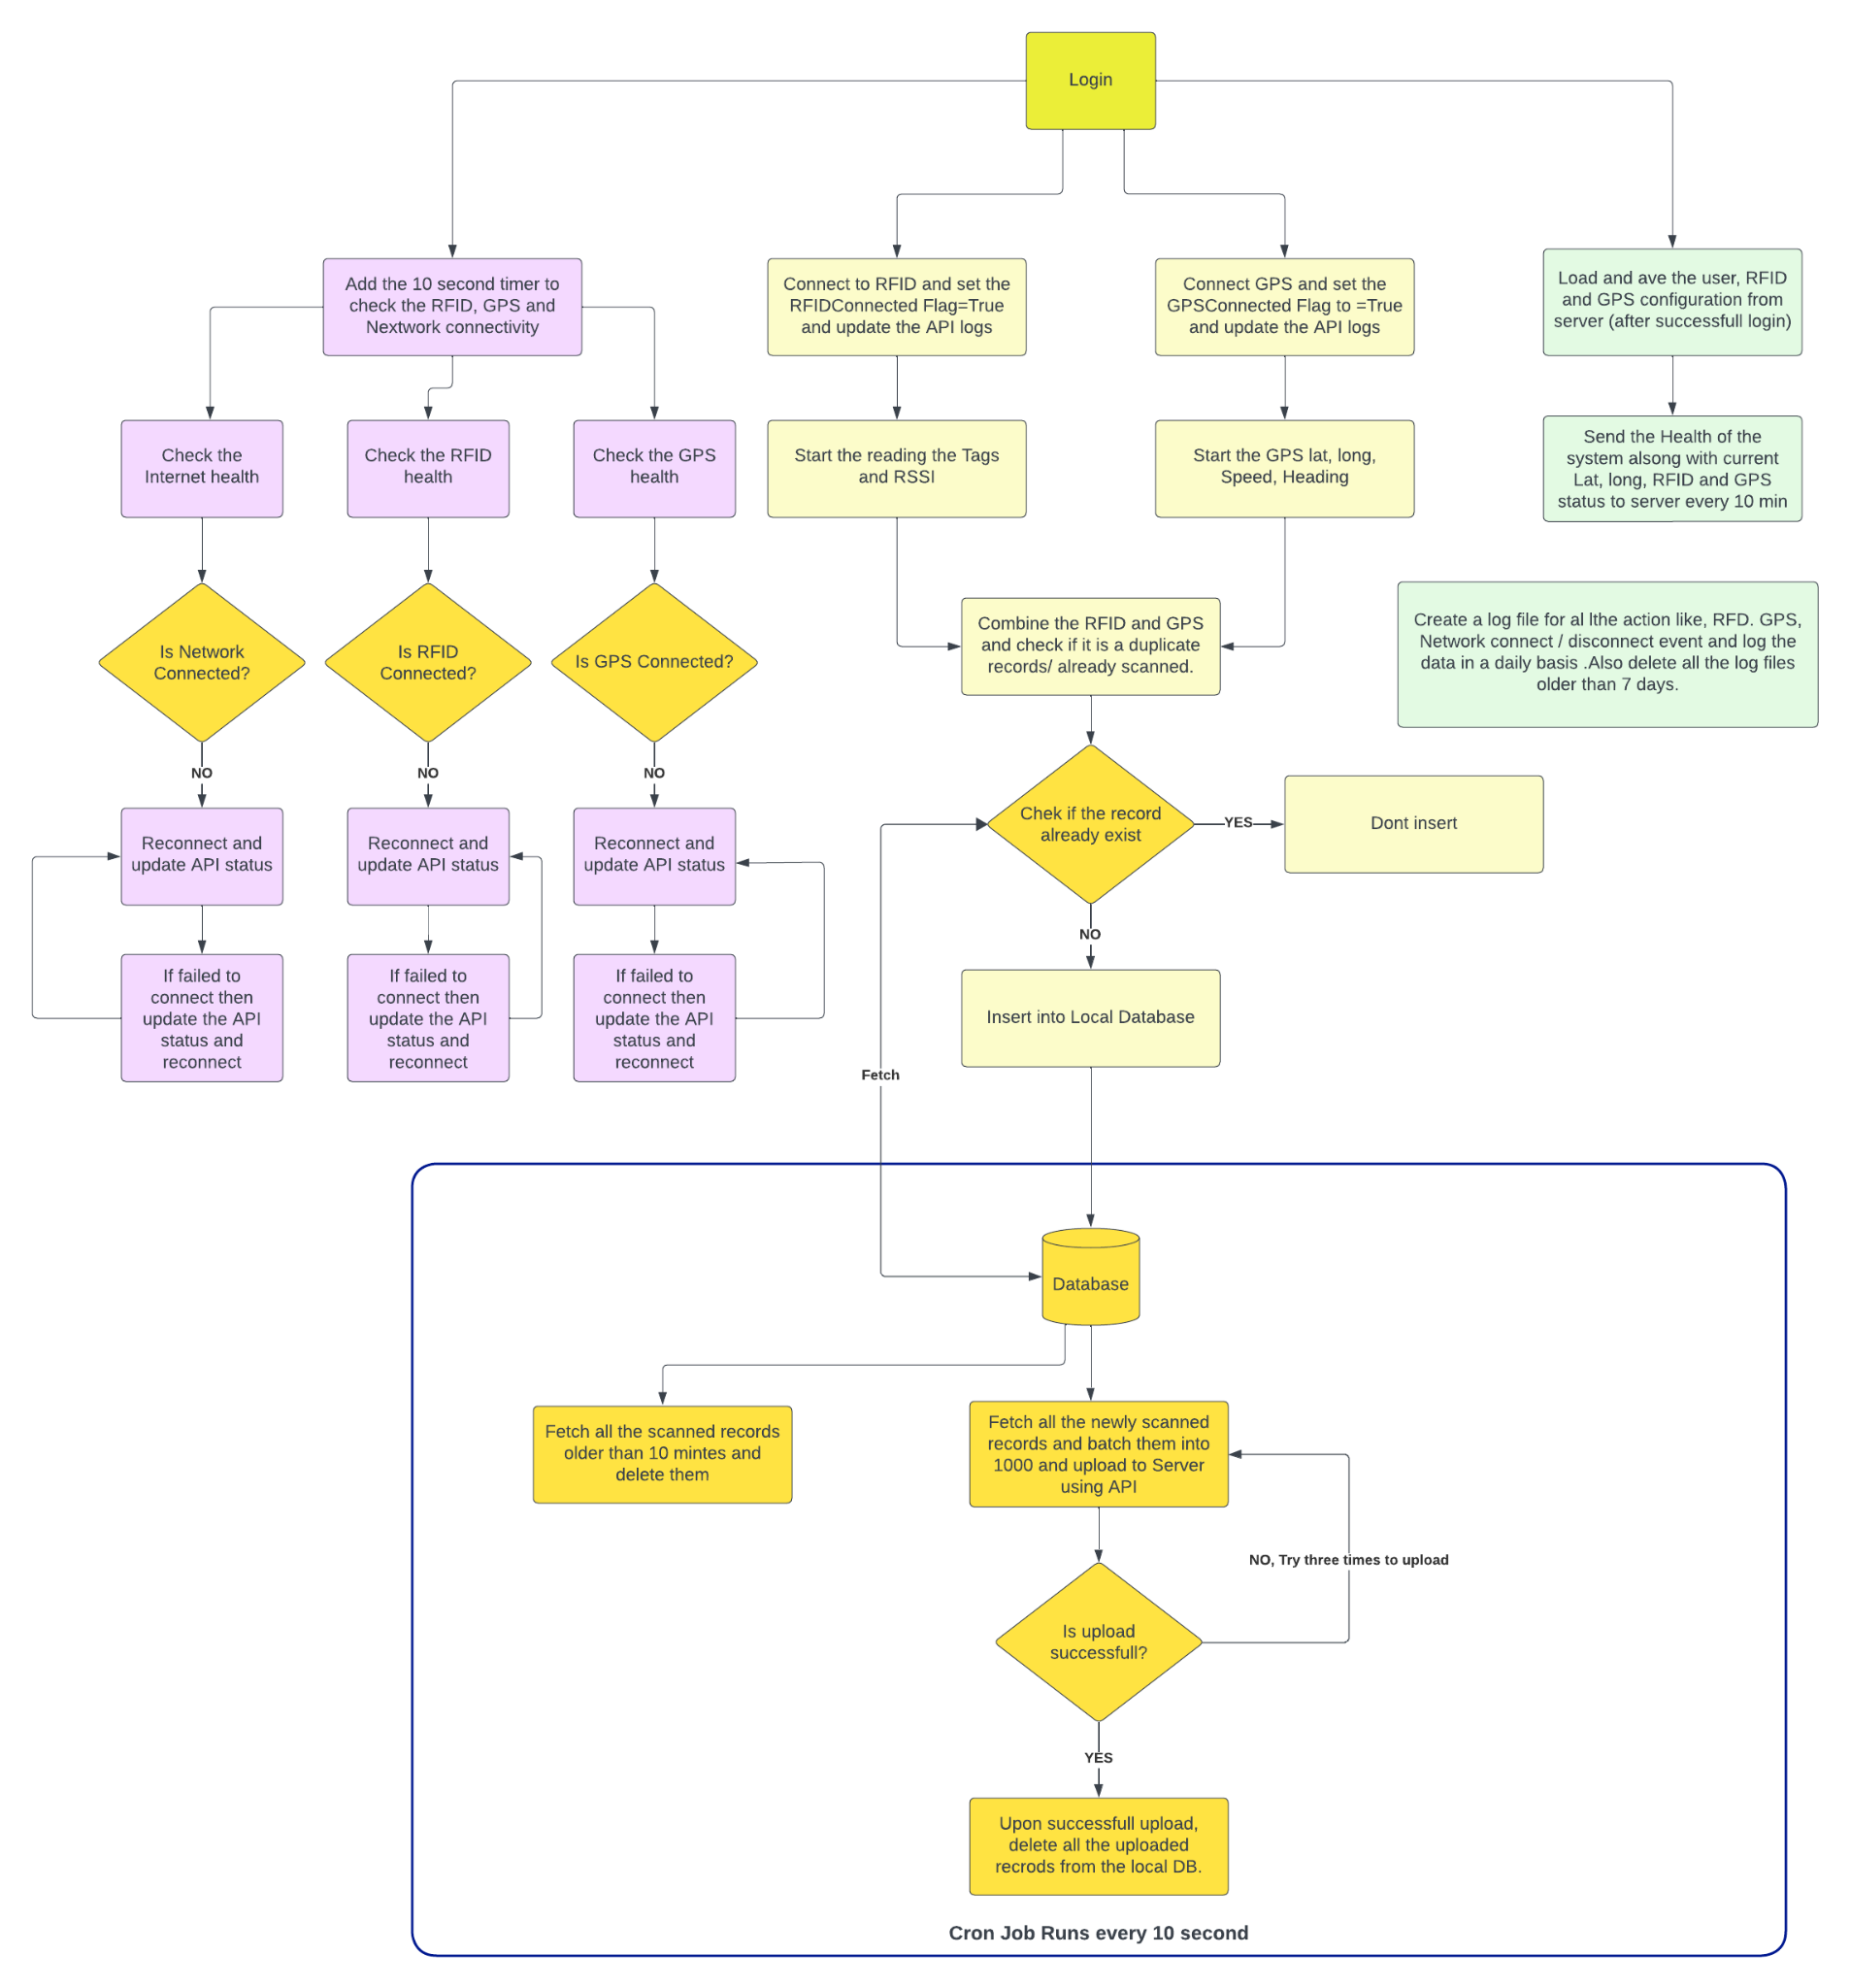 Login
Add the 10 second timer to
check the RFID, GPS and
Nextwork connectivity
Connect to RFID and set the
RFIDConnected Flag=True
and update the API logs
Connect GPS and set the
GPSConnected Flag to =True
and update the API logs
Load and ave the user, RFID
and GPS configuration from
server (after successfull login)
Check the
Internet health
Check the RFID
health
Check the GPS
health
Start the reading the Tags
and RSSI
Start the GPS lat, long,
Speed, Heading
Send the Health of the
system alsong with current
Lat, long, RFID and GPS
status to server every 10 min
Is Network
Connected?
Is RFID
Connected?
Is GPS Connected?
Combine the RFID and GPS
and check if it is a duplicate
records/ already scanned.
Create a log file for al lthe action like, RFD. GPS,
Network connect / disconnect event and log the
data in a daily basis .Also delete all the log files
older than 7 days.
NO
NO
NO
Reconnect and
update API status
Reconnect and
update API status
Reconnect and
update API status
Chek if the record
already exist
YES
Dont insert
NO
If failed to
connect then
update the API
status and
reconnect
If failed to
connect then
update the API
status and
reconnect
If failed to
connect then
update the API
status and
reconnect
Insert into Local Database
Fetch
Database
Fetch all the scanned records
older than 10 mintes and
delete them
Fetch all the newly scanned
records and batch them into
1000 and upload to Server
using API
NO, Try three times to upload
Is upload
successfull?
YES
Upon successfull upload,
delete all the uploaded
recrods from the local DB.
Cron Job Runs every 10 second